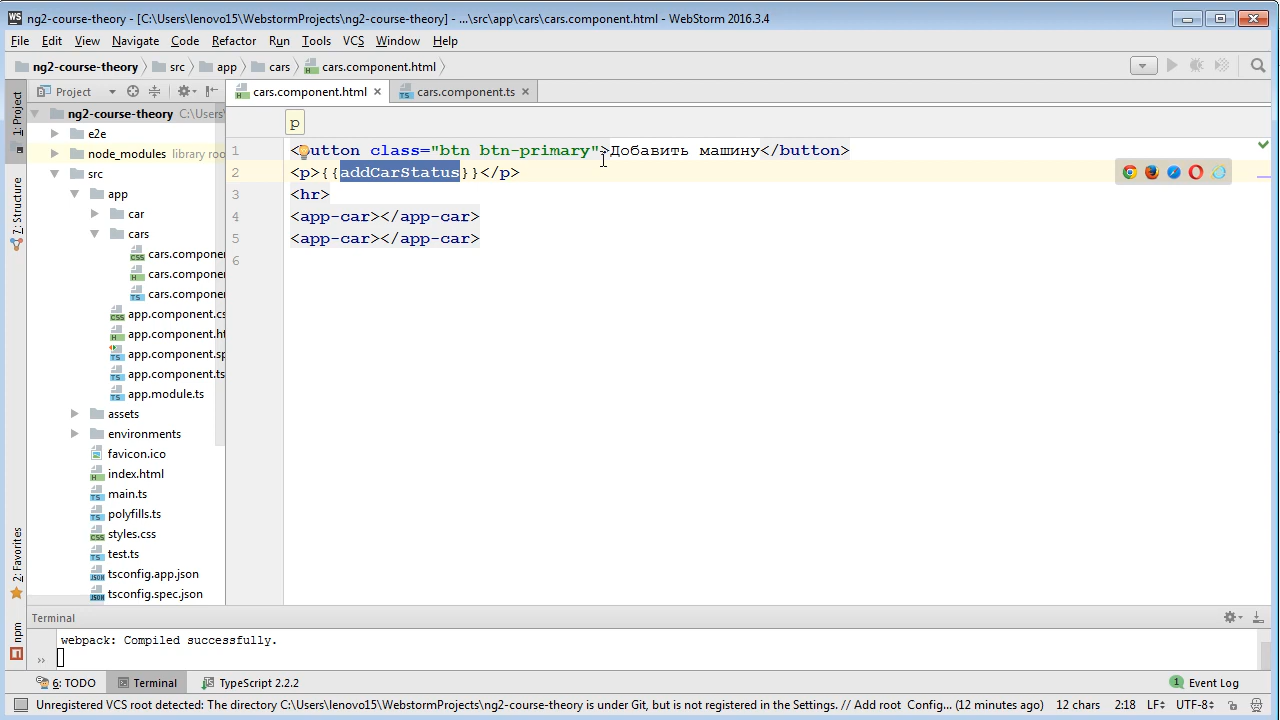 WS ng2-course-theory - [C:\Users\lenovo15\WebstormProjects\ng2-course-theory] - ...\src\app\cars\cars.component.html - WebStorm 2016.3.4
File Edit View Navigate Code Refactor Run Tools VCS Window Help
ng2-course-theory src app cars cars.component.html
Project cars.component.html cars.component.ts
1: Project
7: Structure
2: Favorites
npm
ng2-course-theory C:\Users
e2e
node_modules library roo
src
app
car
cars
cars.compone
cars.compone
cars.compone
app.component.cs
app.component.ht
app.component.sp
app.component.ts
app.module.ts
assets
environments
favicon.ico
index.html
main.ts
polyfills.ts
styles.css
test.ts
tsconfig.app.json
tsconfig.spec.json
p
1 <utton class="btn btn-primary">Добавить машину</button>
2 <p>{{addCarStatus}}</p>
3 <hr>
4 <app-car></app-car>
5 <app-car></app-car>
6
Terminal
webpack: Compiled successfully.
6: TODO Terminal TypeScript 2.2.2 1 Event Log
Unregistered VCS root detected: The directory C:\Users\lenovo15\WebstormProjects\ng2-course-theory is under Git, but is not registered in the Settings. // Add root Config... (12 minutes ago) 12 chars 2:18 LF÷ UTF-8÷